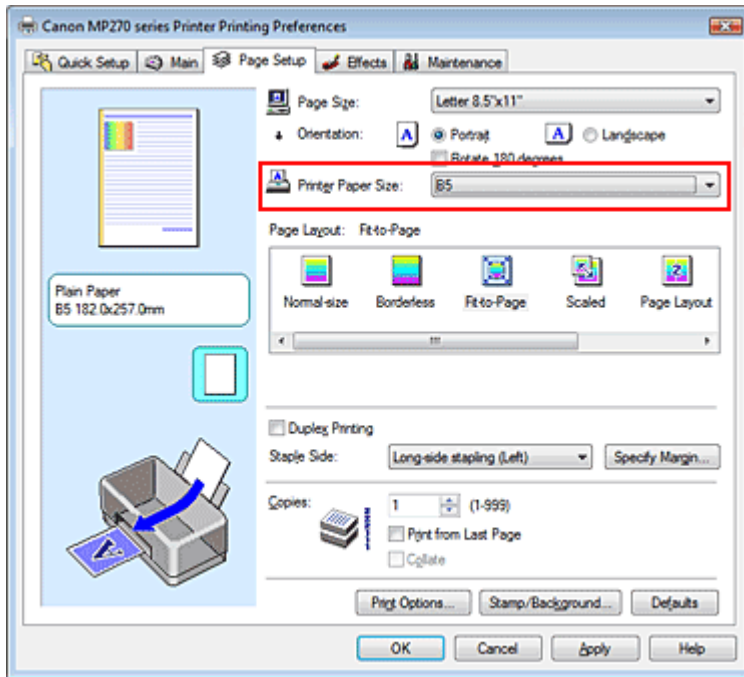 Canon MP270 series Printer Printing Preferences
Quick Setup Main Page Setup Effects Maintenance
Page Size: Letter 8.5"x11"
Orientation: A Portrait A Landscape
Rotate 180 degrees
Printer Paper Size: B5
Page Layout: Fit-to-Page
Normal-size Borderless Fit-to-Page Scaled Page Layout
Plain Paper
B5 182.0x257.0mm
Duplex Printing
Staple Side: Long-side stapling (Left) Specify Margin...
Copies: 1 (1-999)
Print from Last Page
Collate
Print Options... Stamp/Background... Defaults
OK Cancel Apply Help